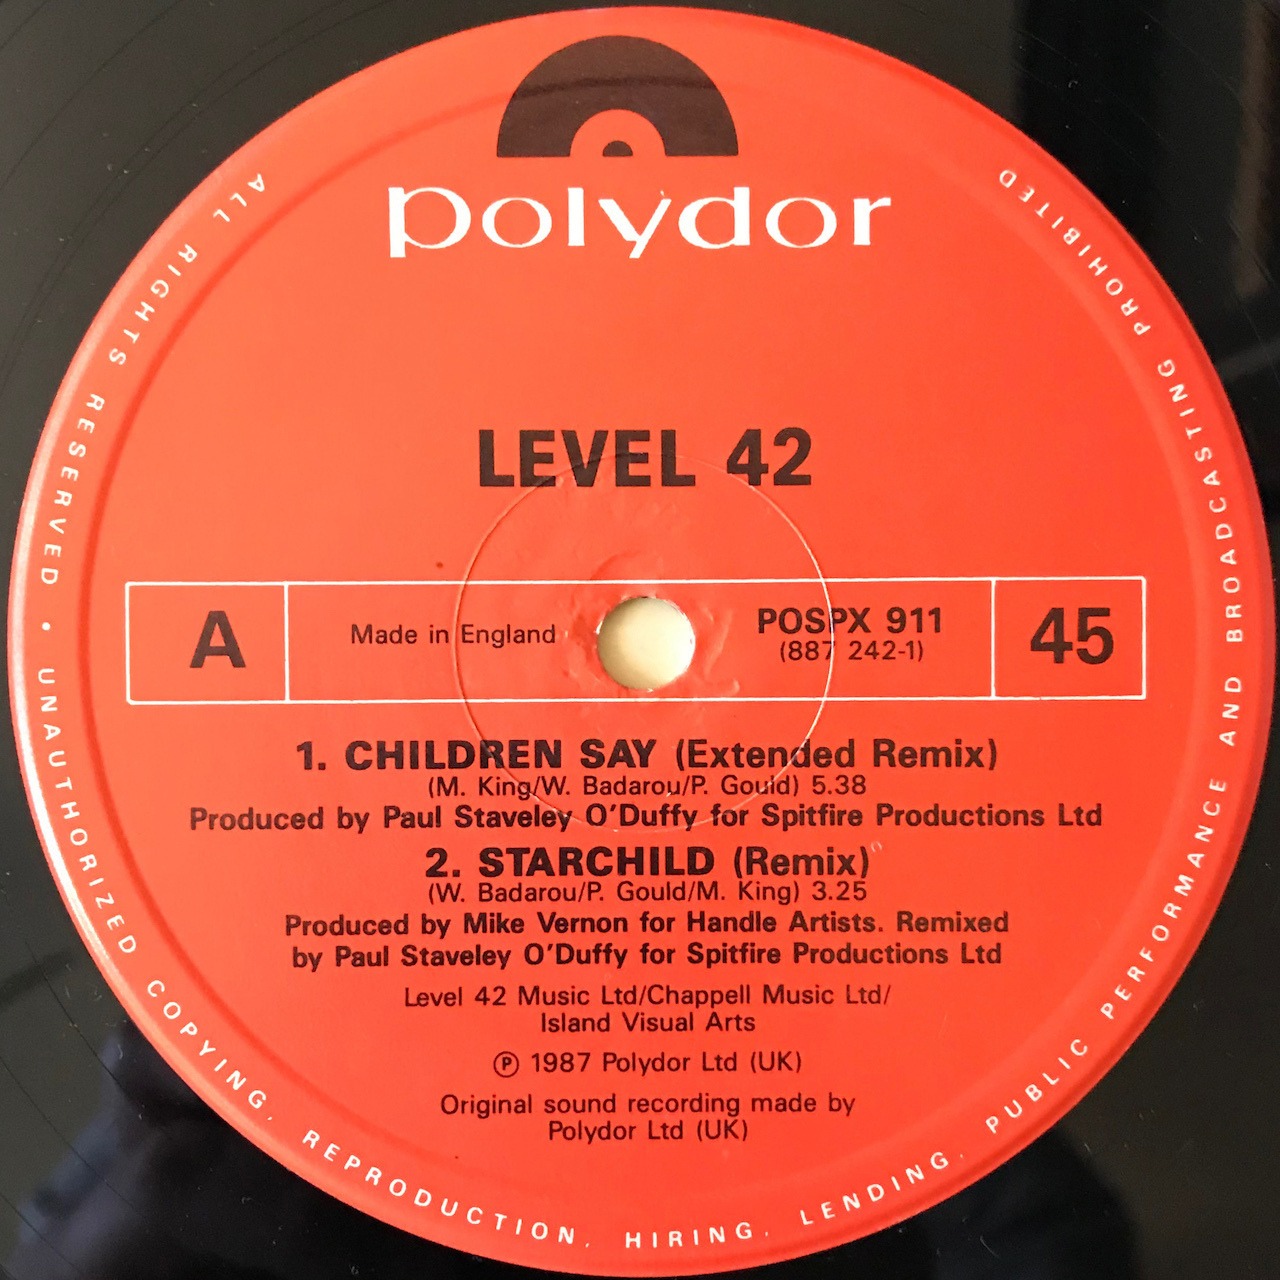 polydor
LEVEL 42
A
Made in England
POSPX 911
(887 242-1)
45
1. CHILDREN SAY (Extended Remix)
(M. King/W. Badarou/P. Gould) 5.38
Produced by Paul Staveley O'Duffy for Spitfire Productions Ltd
2. STARCHILD (Remix)
(W. Badarou/P. Gould/M. King) 3.25
Produced by Mike Vernon for Handle Artists. Remixed
by Paul Staveley O'Duffy for Spitfire Productions Ltd
Level 42 Music Ltd/Chappell Music Ltd/
Island Visual Arts
℗ 1987 Polydor Ltd (UK)
Original sound recording made by
Polydor Ltd (UK)
ALL RIGHTS RESERVED • UNAUTHORIZED COPYING, REPRODUCTION, HIRING, LENDING, PUBLIC PERFORMANCE AND BROADCASTING PROHIBITED